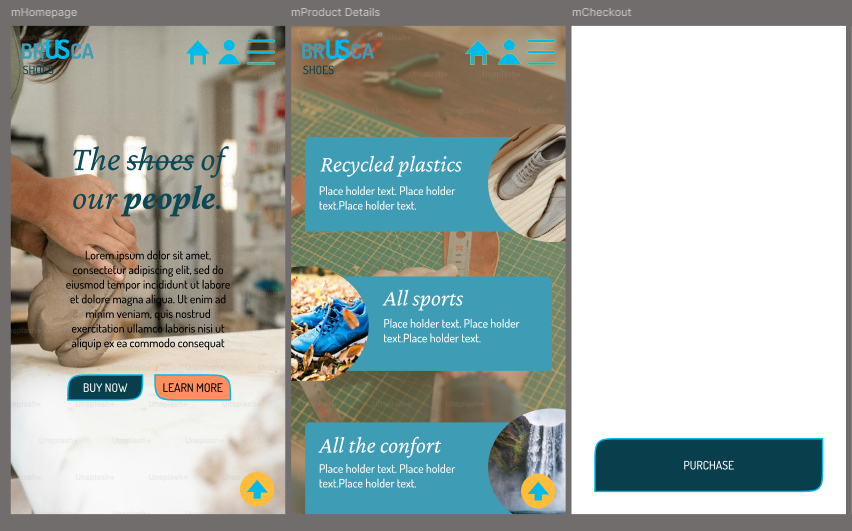 mHomepage
BRUSCA
SHOES
The shoes of
our people.
Lorem ipsum dolor sit amet,
consectetur adipiscing elit, sed do
eiusmod tempor incididunt ut labore
et dolore magna aliqua. Ut enim ad
minim veniam, quis nostrud
exercitation ullamco laboris nisi ut
aliquip ex ea commodo consequat
BUY NOW
LEARN MORE
mProduct Details
BRUSCA
SHOES
Recycled plastics
Place holder text. Place holder
text.Place holder text.
All sports
Place holder text. Place holder
text.Place holder text.
All the confort
Place holder text. Place holder
text.Place holder text.
mCheckout
PURCHASE